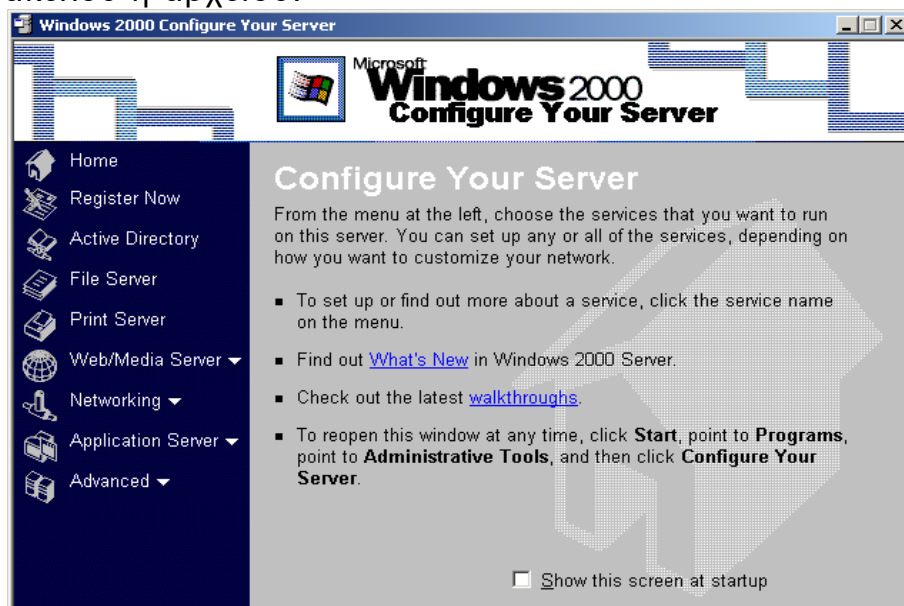 ή αρχείου.
Windows 2000 Configure Your Server
Microsoft
Windows 2000
Configure Your Server
Home
Register Now
Active Directory
File Server
Print Server
Web/Media Server
Networking
Application Server
Advanced
Configure Your Server
From the menu at the left, choose the services that you want to run
on this server. You can set up any or all of the services, depending on
how you want to customize your network.
To set up or find out more about a service, click the service name
on the menu.
Find out What's New in Windows 2000 Server.
Check out the latest walkthroughs.
To reopen this window at any time, click Start, point to Programs,
point to Administrative Tools, and then click Configure Your
Server.
Show this screen at startup